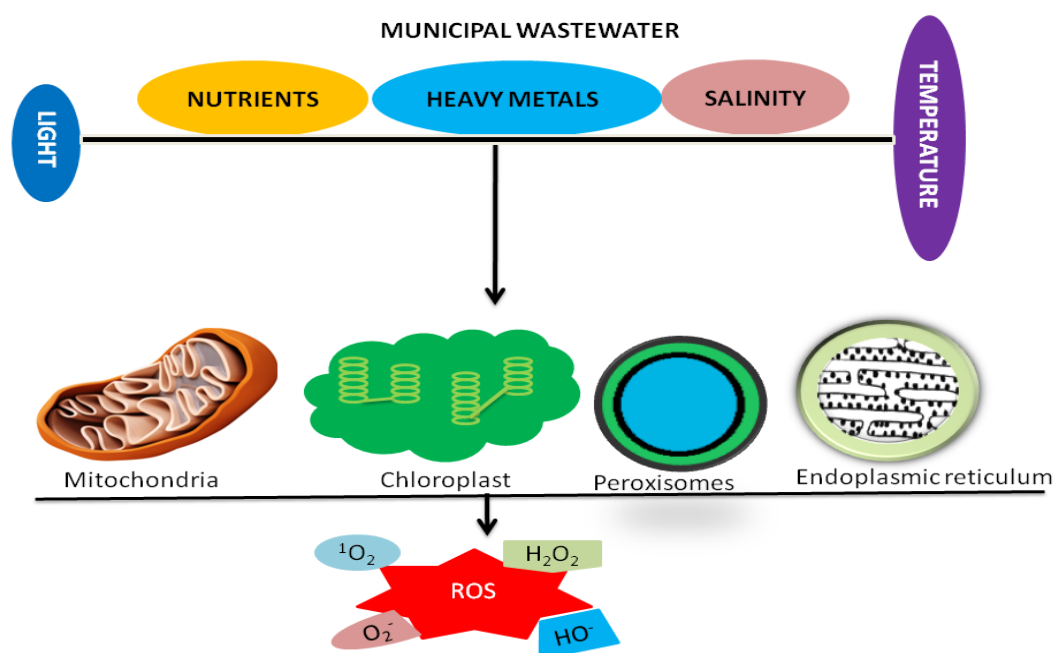 MUNICIPAL WASTEWATER
LIGHT
NUTRIENTS
HEAVY METALS
SALINITY
TEMPERATURE
Mitochondria
Chloroplast
Peroxisomes
Endoplasmic reticulum
¹O₂
H₂O₂
ROS
O₂⁻
HO⁻